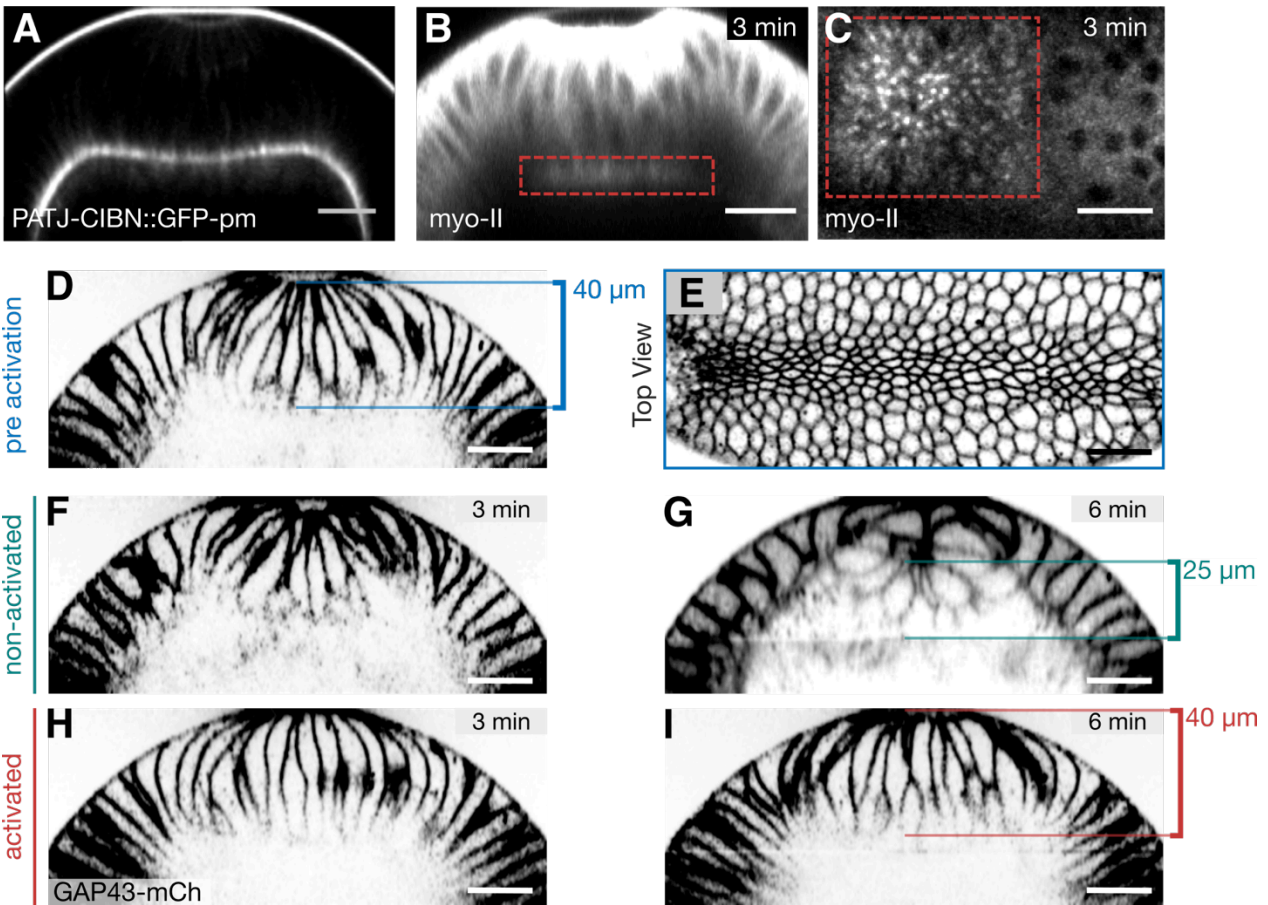 A
PATJ-CIBN::GFP-pm
B
3 min
myo-II
C
3 min
myo-II
pre activation
D
40 µm
Top View
E
non-activated
F
3 min
G
6 min
25 µm
activated
H
3 min
GAP43-mCh
I
6 min
40 µm